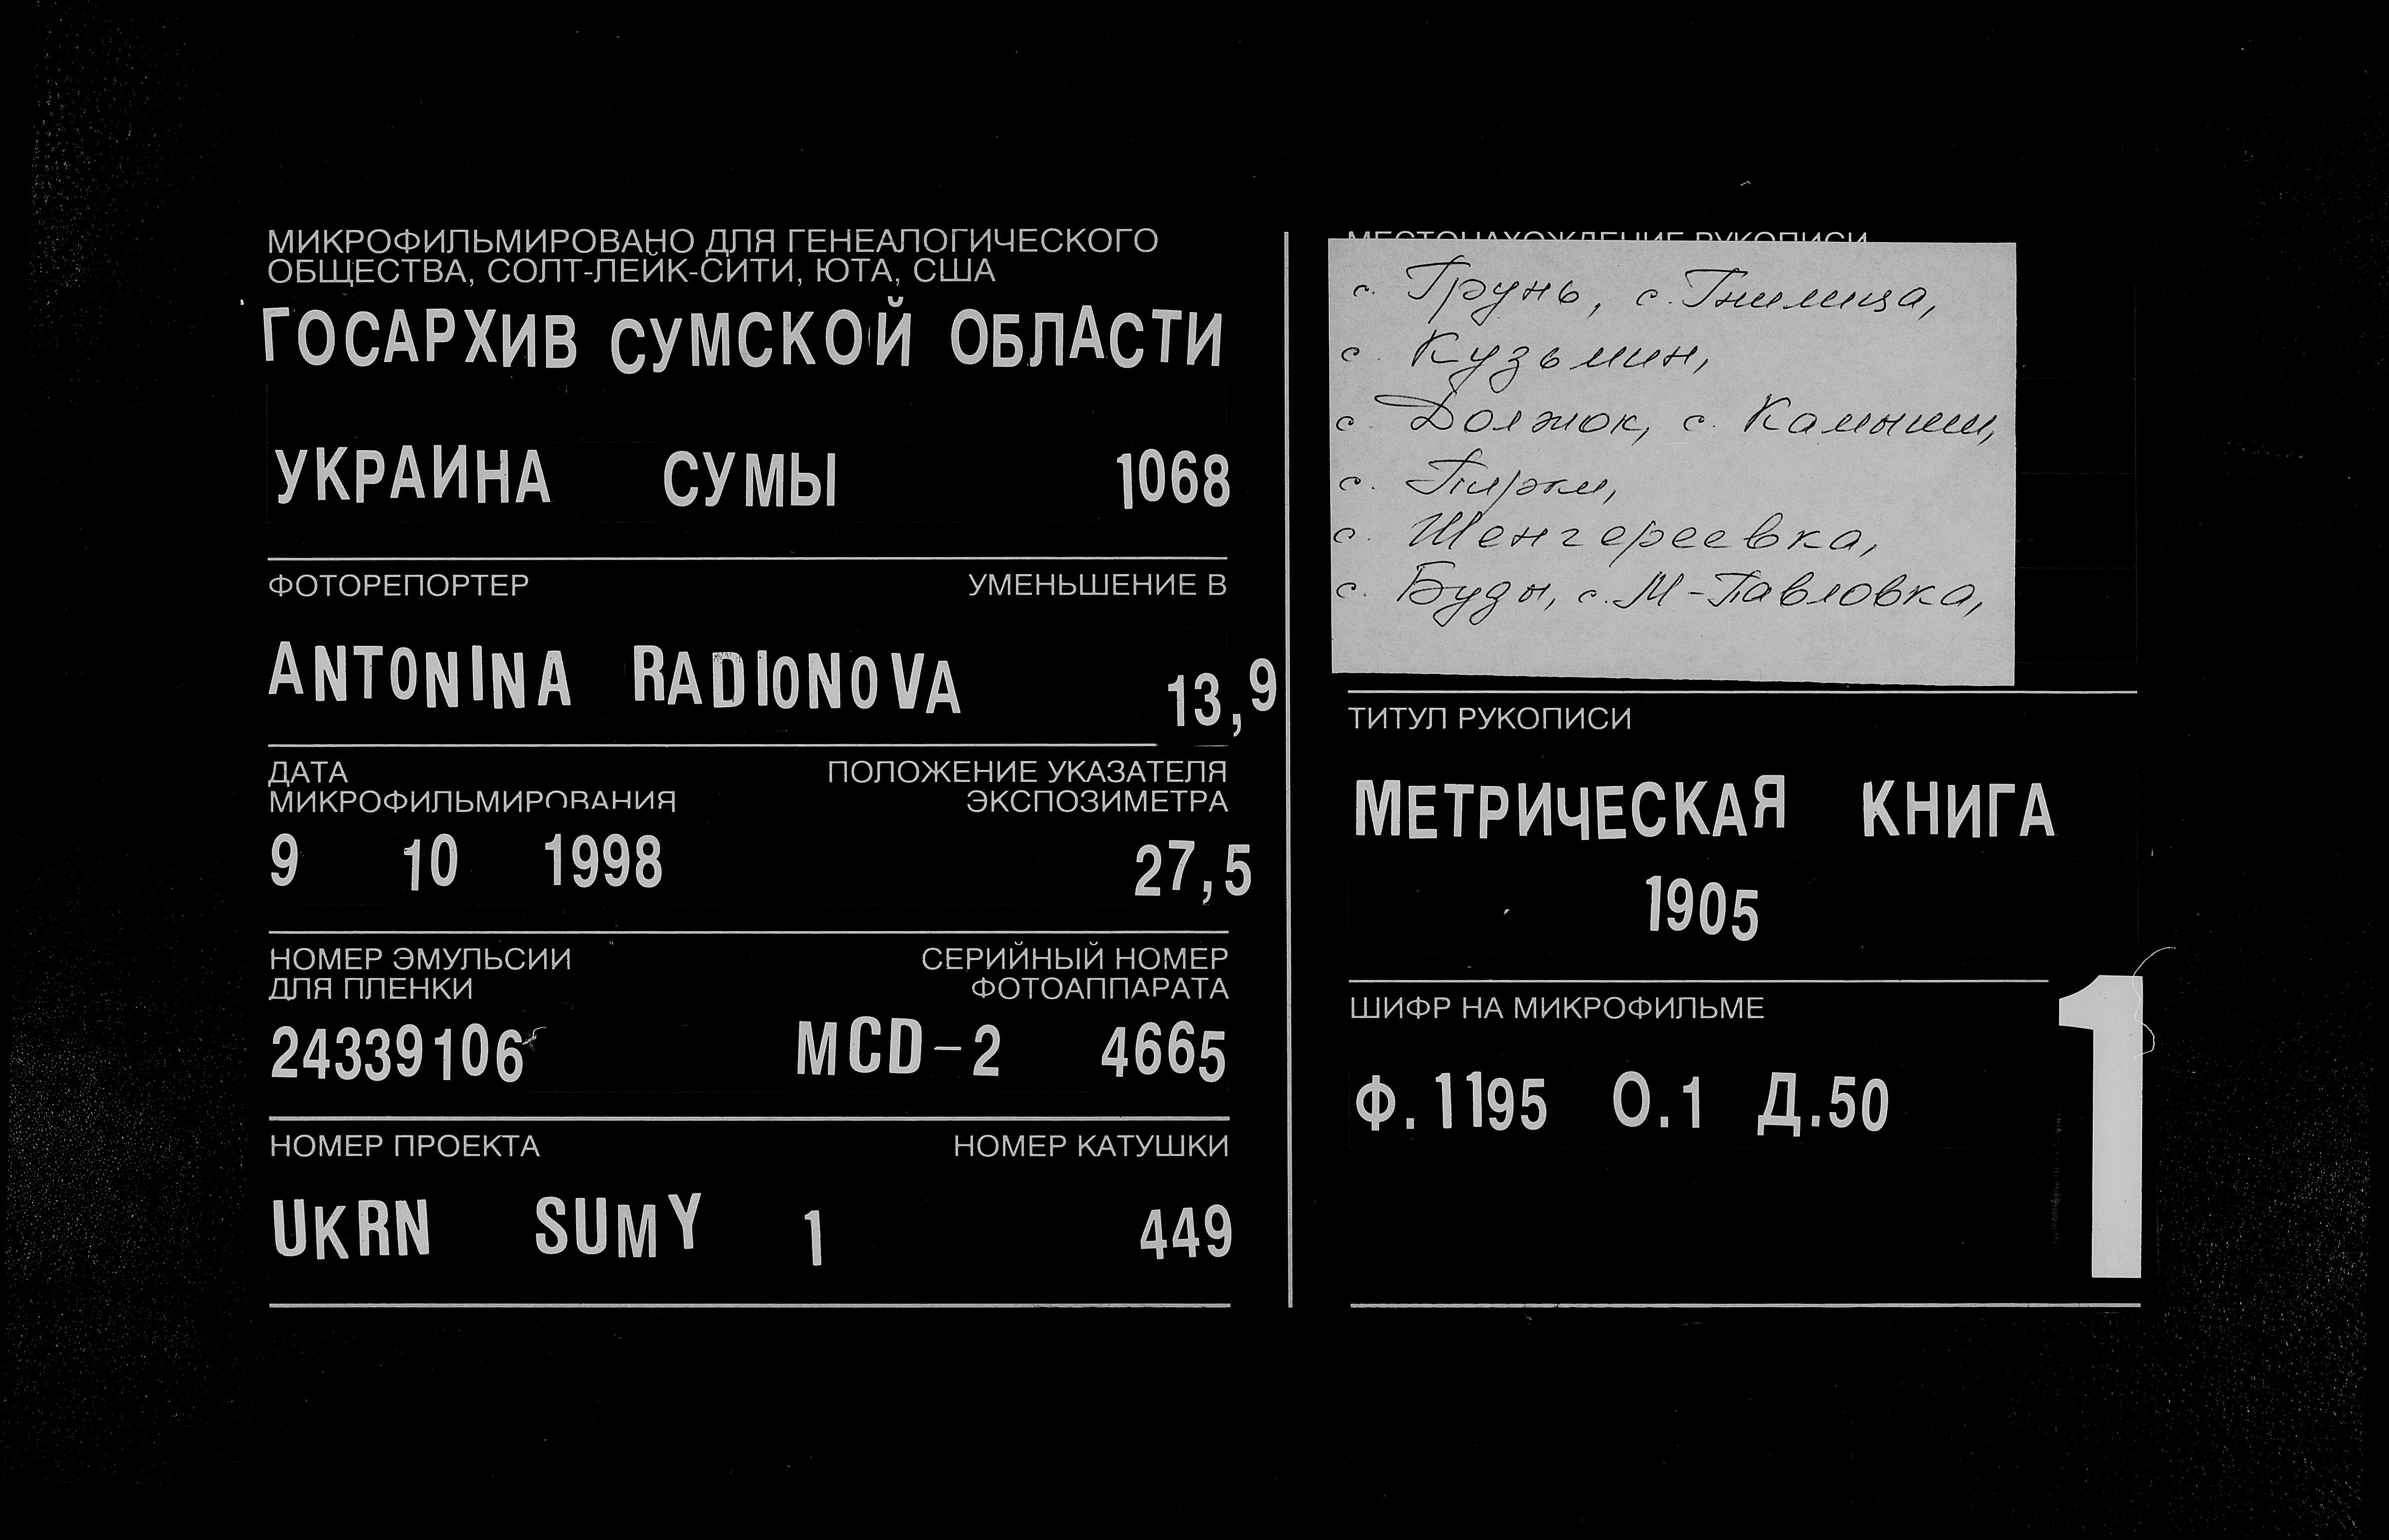 МИКРОФИЛЬМИРОВАНО ДЛЯ ГЕНЕАЛОГИЧЕСКОГО
ОБЩЕСТВА, СОЛТ-ЛЕЙК-СИТИ, ЮТА, США
ГОСАРХИВ СУМСКОЙ ОБЛАСТИ
УКРАИНА СУМЫ 1068
ФОТОРЕПОРТЕР УМЕНЬШЕНИЕ В
ANTONINA RADIONOVA 13,9
ДАТА ПОЛОЖЕНИЕ УКАЗАТЕЛЯ
МИКРОФИЛЬМИРОВАНИЯ ЭКСПОЗИМЕТРА
9 10 1998 27,5
НОМЕР ЭМУЛЬСИИ СЕРИЙНЫЙ НОМЕР
ДЛЯ ПЛЕНКИ ФОТОАППАРАТА
24339106 MCD-2 4665
НОМЕР ПРОЕКТА НОМЕР КАТУШКИ
UKRN SUMY 1 449
МЕСТОНАХОЖДЕНИЕ РУКОПИСИ
с. Грунь, с. Гнилица,
с. Кузьмин,
с. Должок, с. Камыши,
с.
с. Шенгереевка,
с. Буды, с. М-Павловка,
ТИТУЛ РУКОПИСИ
МЕТРИЧЕСКАЯ КНИГА
1905
ШИФР НА МИКРОФИЛЬМЕ
Ф.1195 О.1 Д.50
1